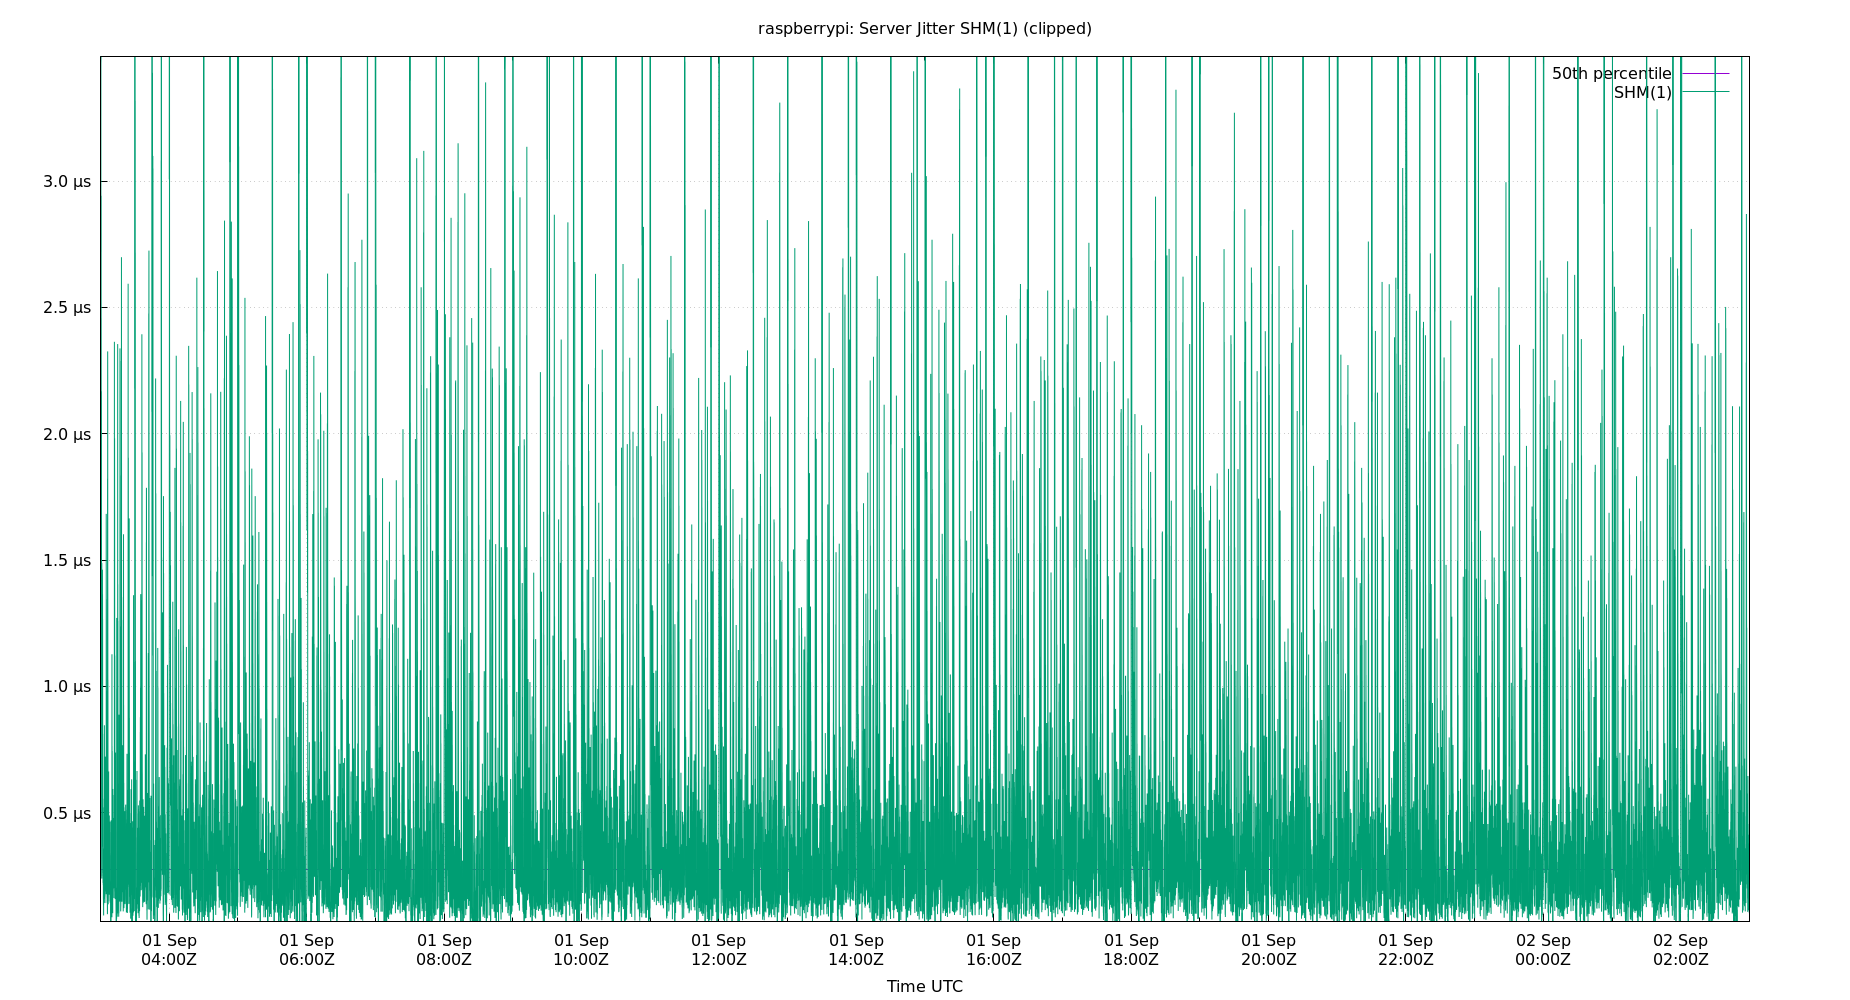 raspberrypi: Server Jitter SHM(1) (clipped)
50th percentile
SHM(1)
3.0 µs
2.5 µs
2.0 µs
1.5 µs
1.0 µs
0.5 µs
01 Sep 01 Sep 01 Sep 01 Sep 01 Sep 01 Sep 01 Sep 01 Sep 01 Sep 01 Sep 02 Sep 02 Sep
04:00Z 06:00Z 08:00Z 10:00Z 12:00Z 14:00Z 16:00Z 18:00Z 20:00Z 22:00Z 00:00Z 02:00Z
Time UTC